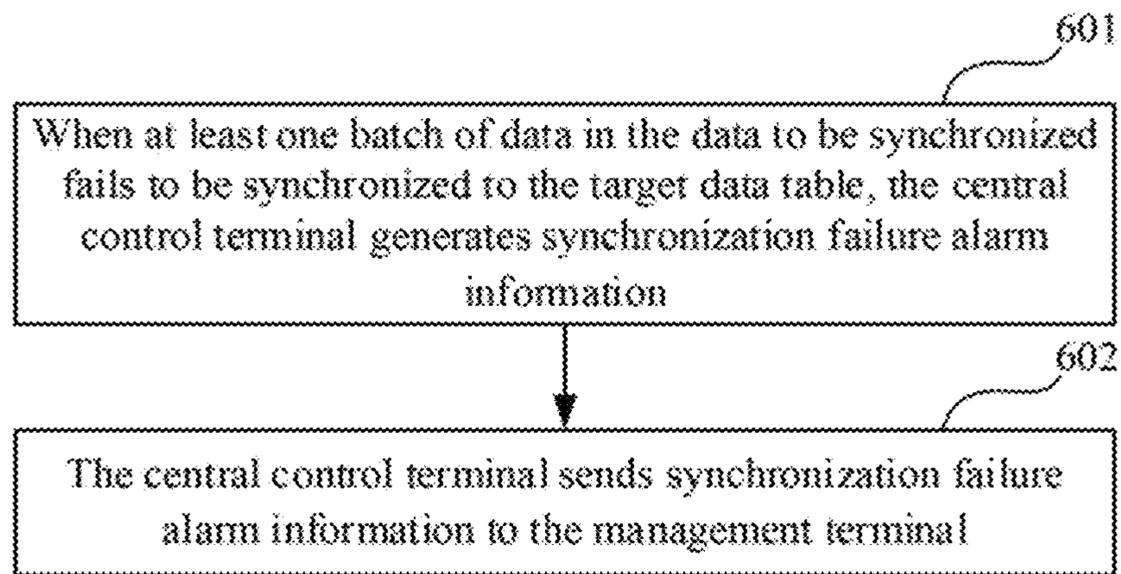 601
When at least one batch of data in the data to be synchronized
fails to be synchronized to the target data table, the central
control terminal generates synchronization failure alarm
information
602
The central control terminal sends synchronization failure
alarm information to the management terminal